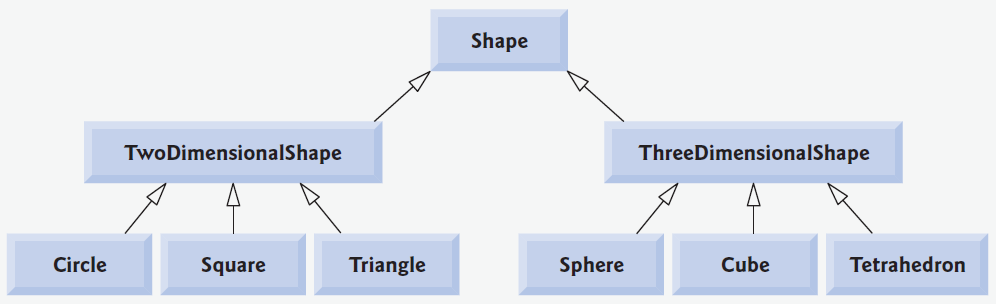 Shape
TwoDimensionalShape
ThreeDimensionalShape
Circle
Square
Triangle
Sphere
Cube
Tetrahedron